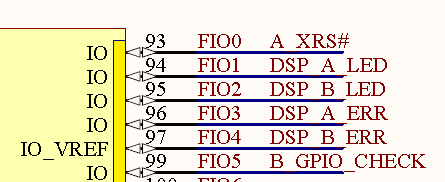 93 FIO0 A_XRS#
IO 94 FIO1 DSP_A_LED
IO 95 FIO2 DSP_B_LED
IO 96 FIO3 DSP_A_ERR
IO 97 FIO4 DSP_B_ERR
IO_VREF 99 FIO5 B_GPIO_CHECK
IO